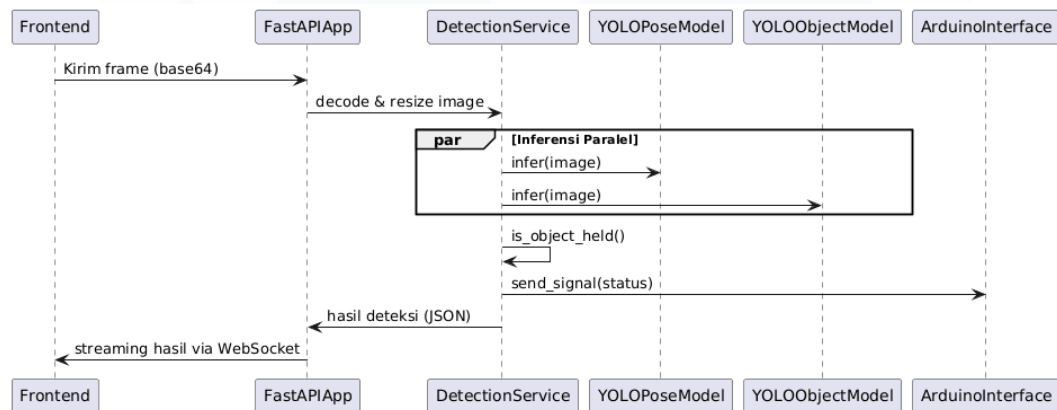 Frontend FastAPIApp DetectionService YOLOPoseModel YOLOObjectModel ArduinoInterface
Kirim frame (base64)
decode & resize image
par [Inferensi Paralel]
infer(image)
infer(image)
is_object_held()
send_signal(status)
hasil deteksi (JSON)
streaming hasil via WebSocket
Frontend FastAPIApp DetectionService YOLOPoseModel YOLOObjectModel ArduinoInterface